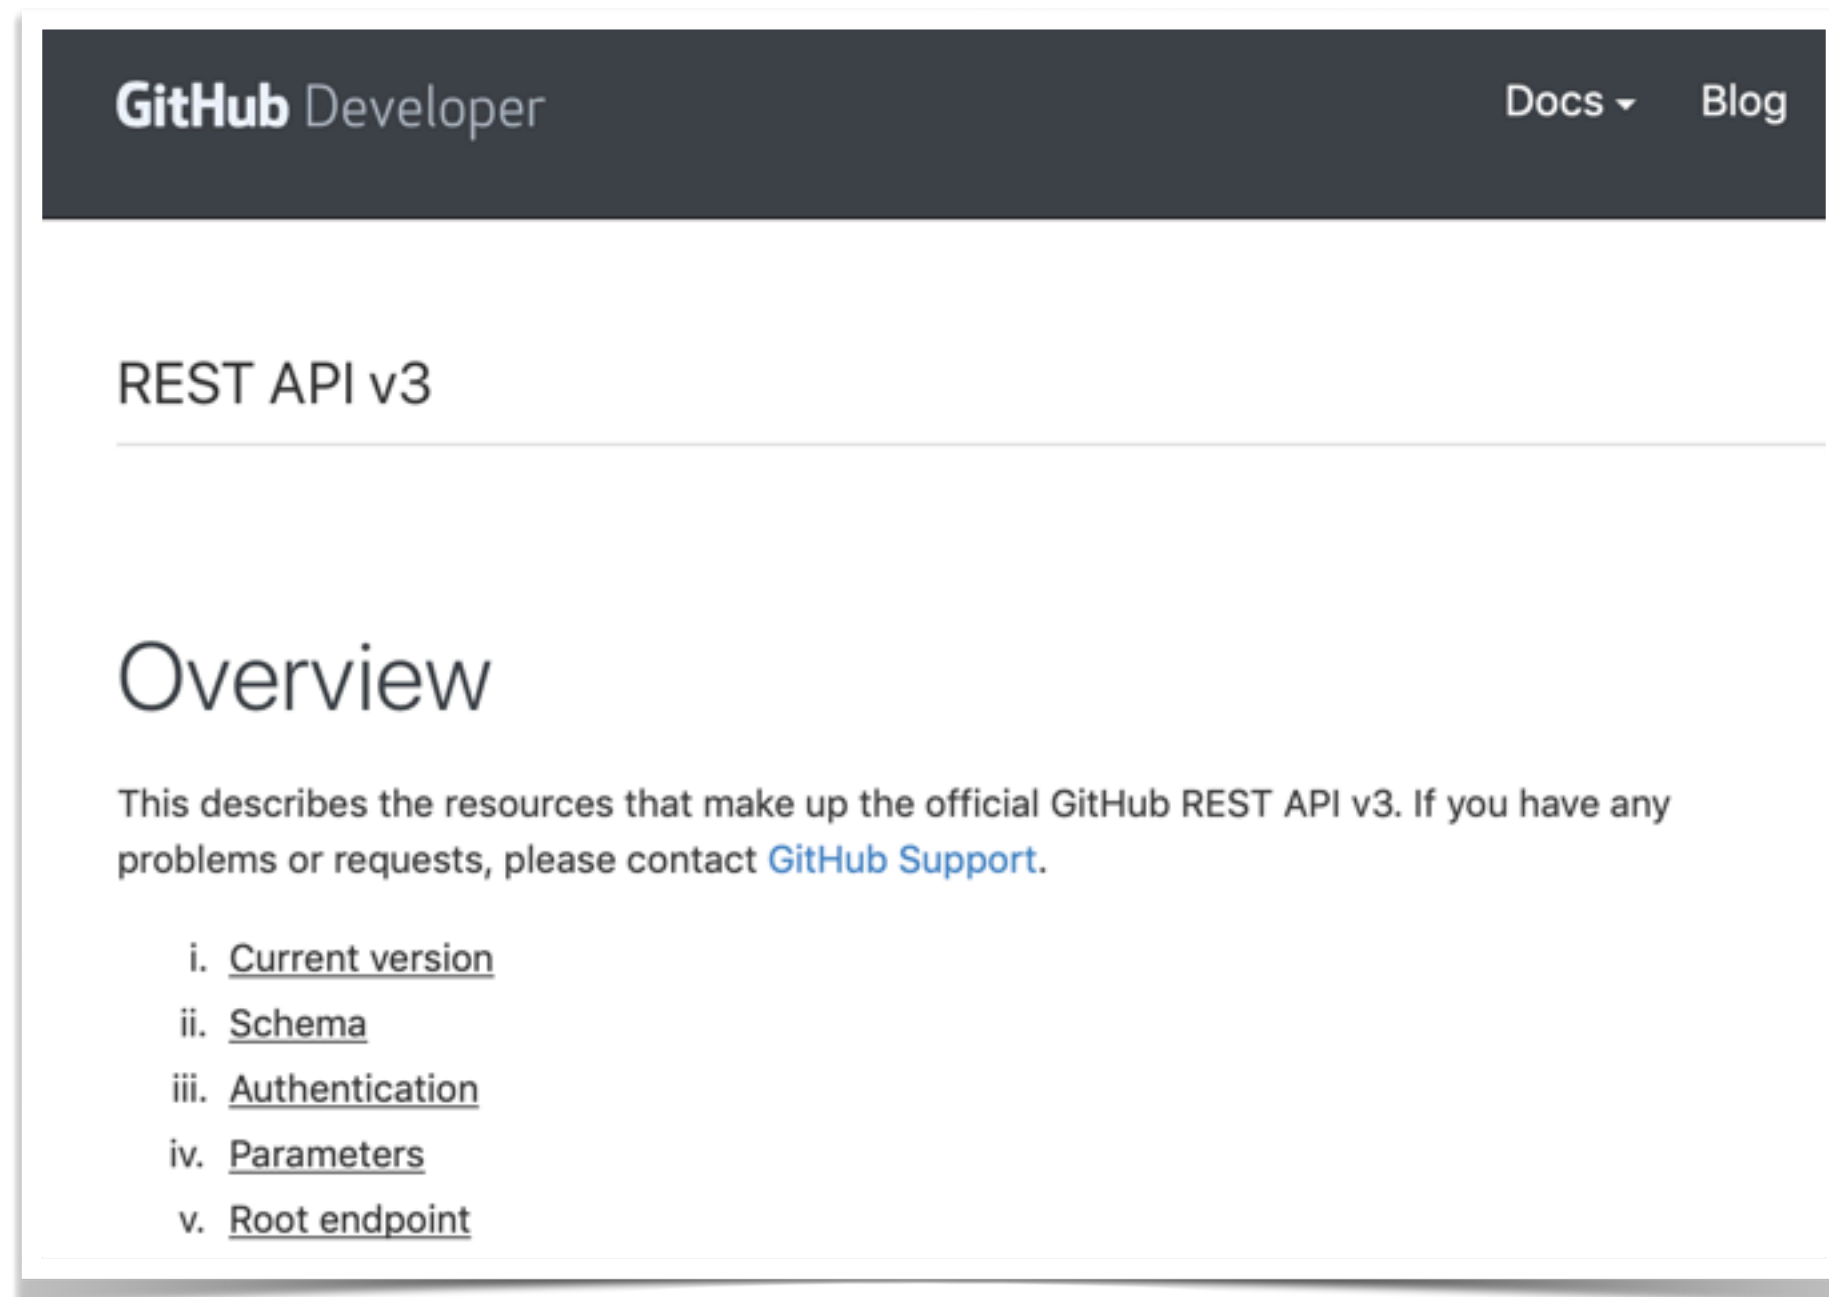 GitHub Developer Docs Blog
REST API v3
Overview
This describes the resources that make up the official GitHub REST API v3. If you have any
problems or requests, please contact GitHub Support.
i. Current version
ii. Schema
iii. Authentication
iv. Parameters
v. Root endpoint